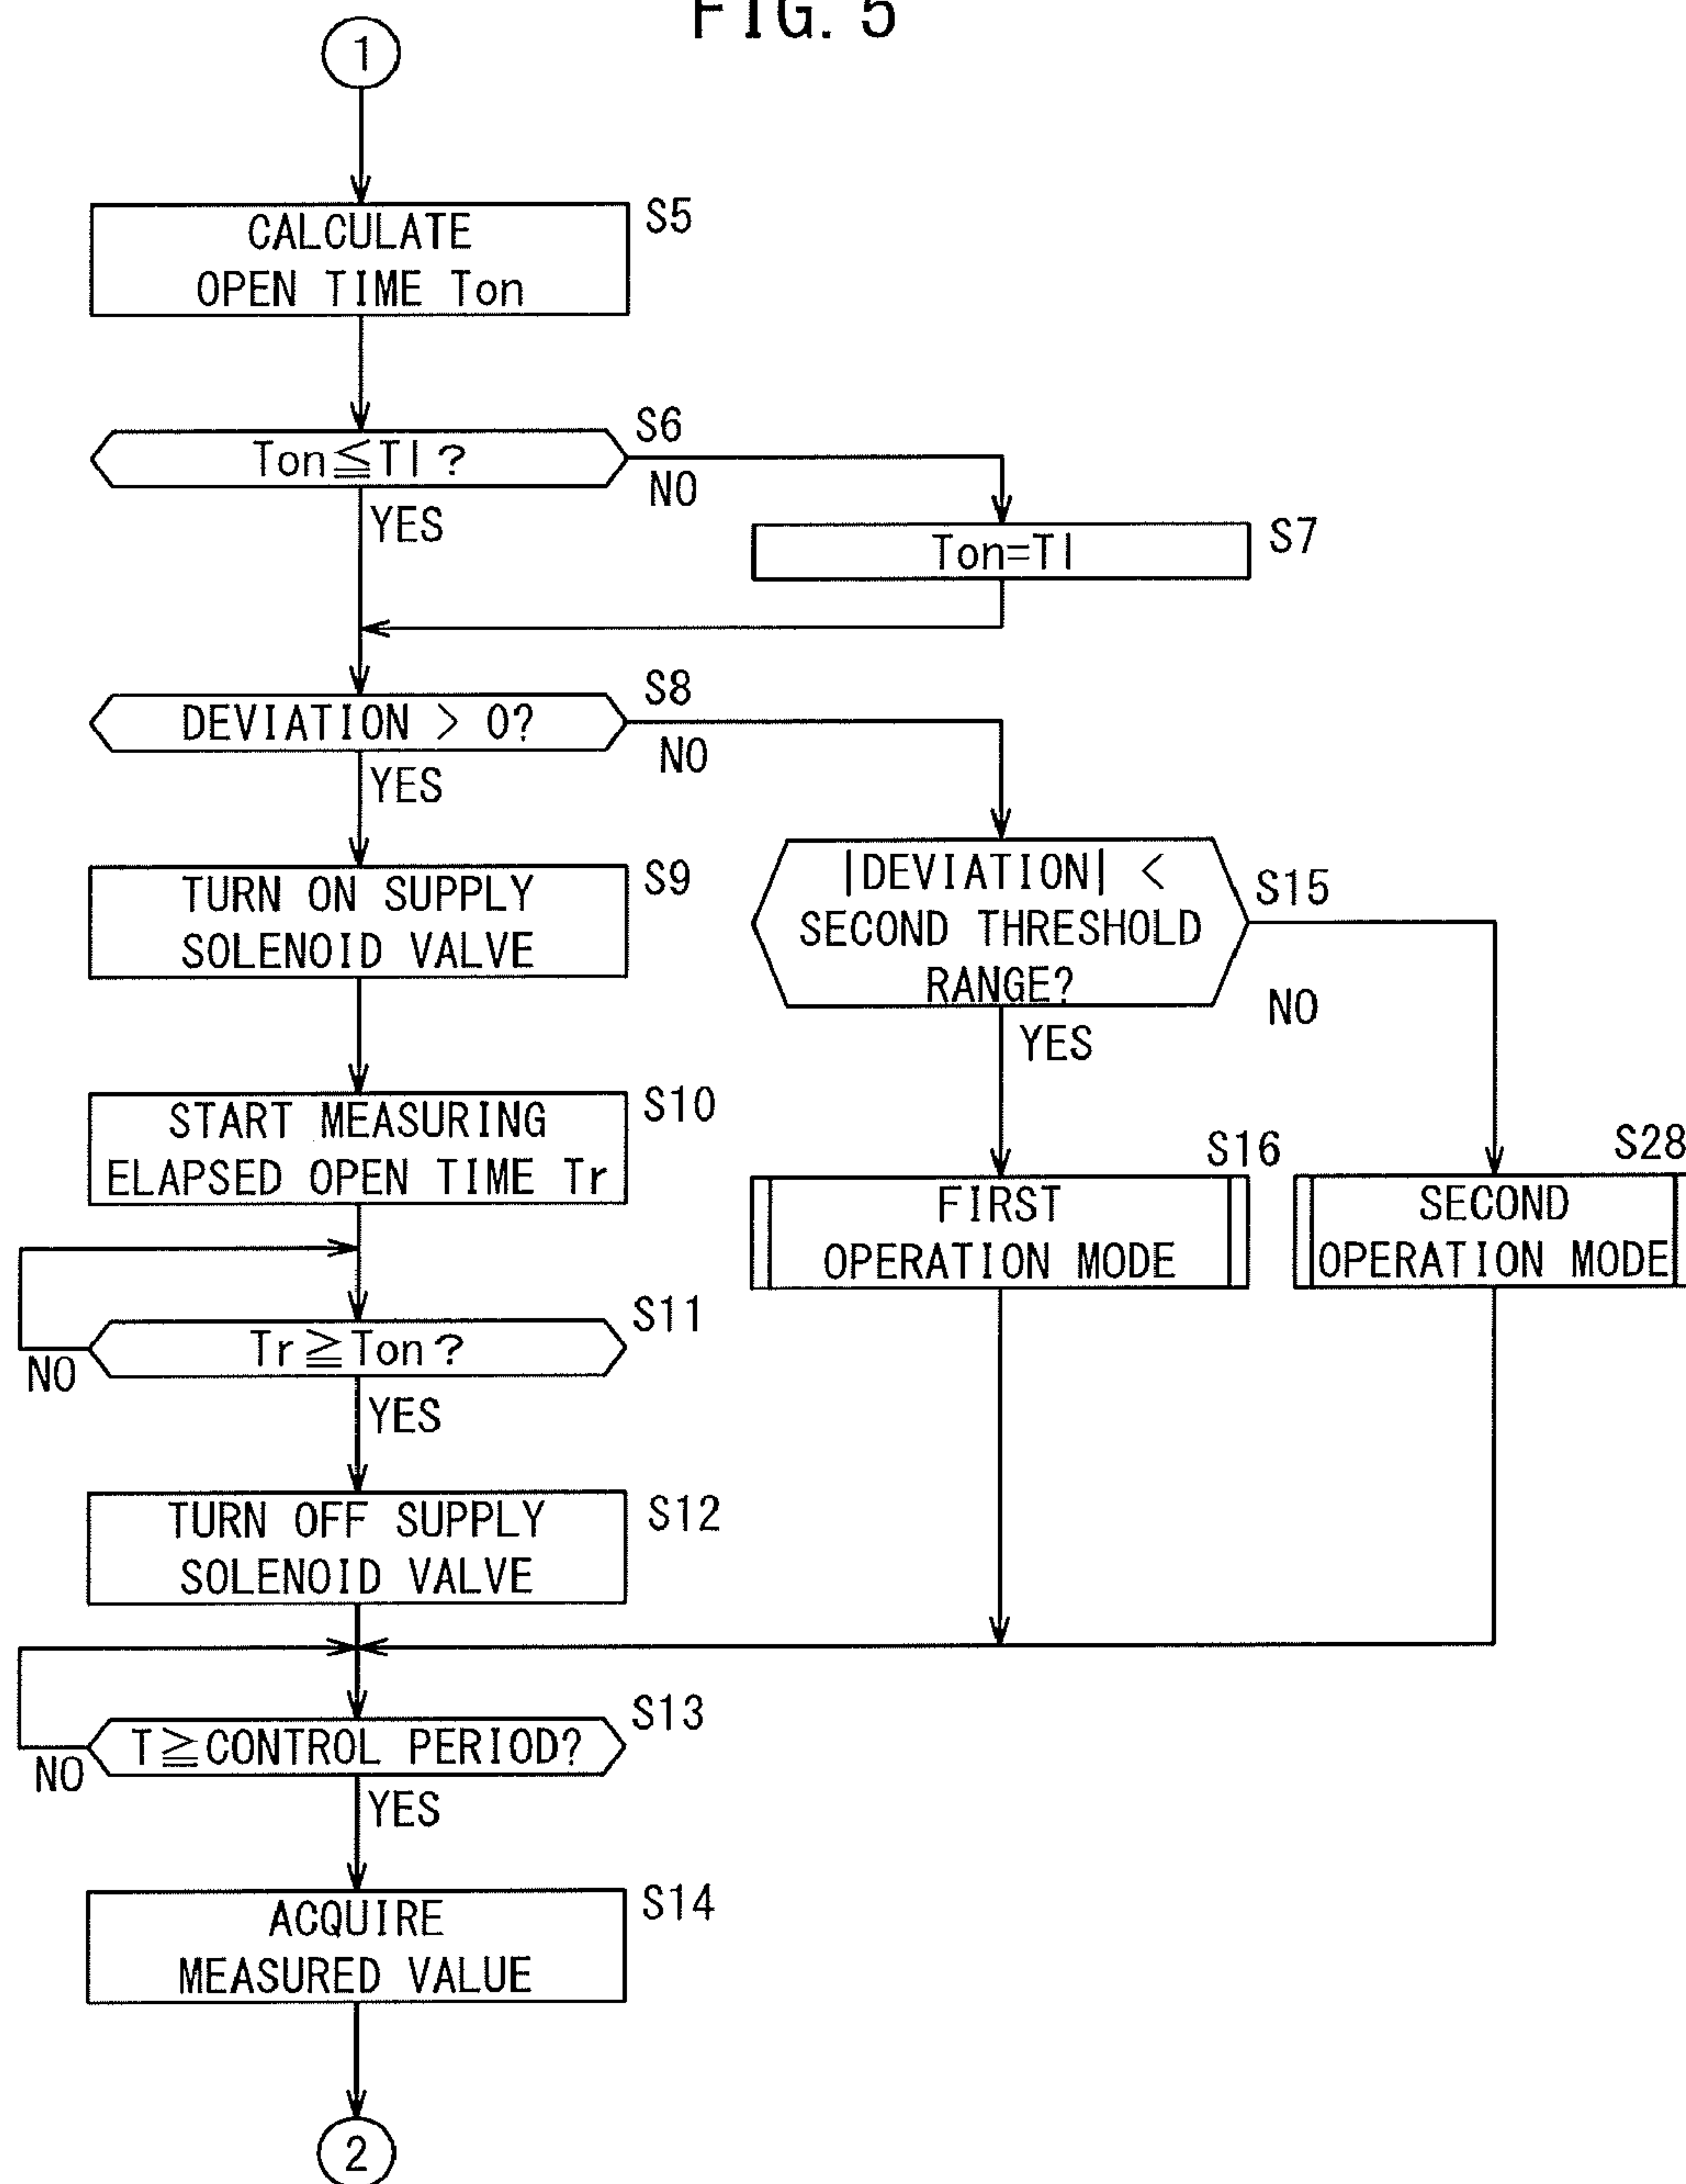 FIG. 5
1
CALCULATE
OPEN TIME Ton
S5
Ton≦Tl?
S6
NO
YES
Ton=Tl
S7
DEVIATION > 0?
S8
NO
YES
TURN ON SUPPLY
SOLENOID VALVE
S9
|DEVIATION| <
SECOND THRESHOLD
RANGE?
S15
NO
YES
START MEASURING
ELAPSED OPEN TIME Tr
S10
FIRST
OPERATION MODE
S16
SECOND
OPERATION MODE
S28
Tr≧Ton?
S11
NO
YES
TURN OFF SUPPLY
SOLENOID VALVE
S12
T≧CONTROL PERIOD?
S13
NO
YES
ACQUIRE
MEASURED VALUE
S14
2